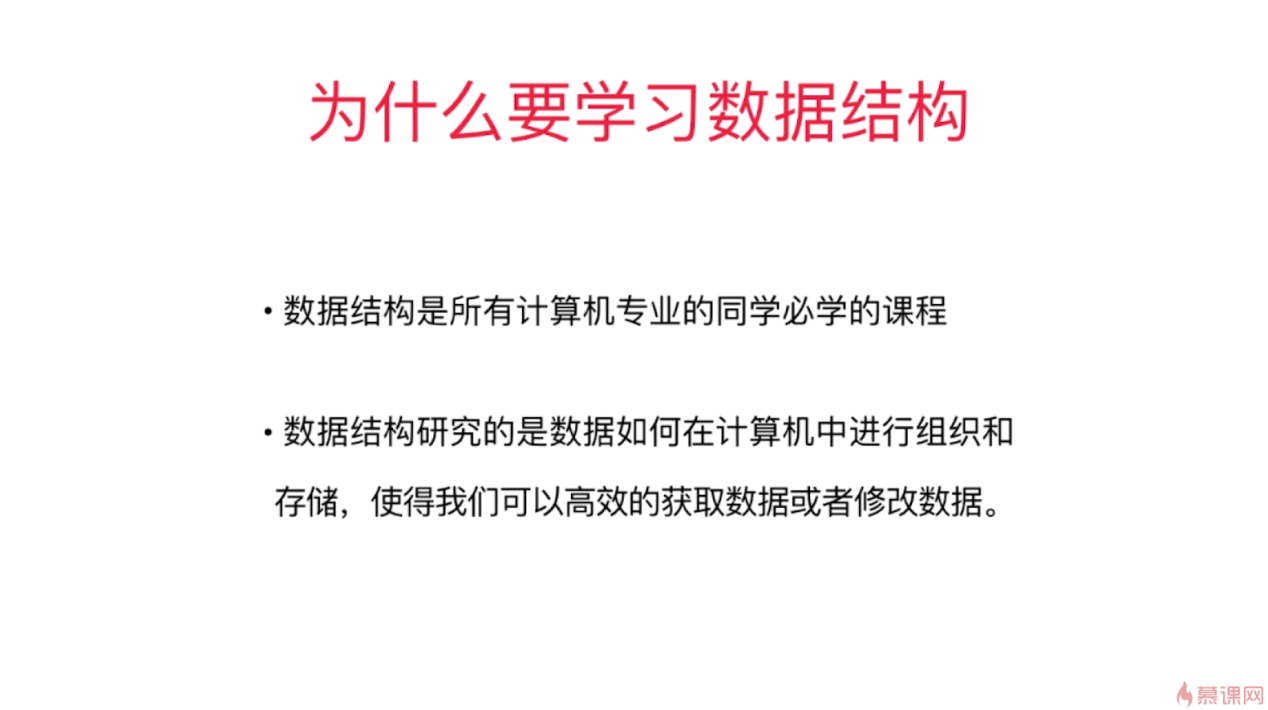 为什么要学习数据结构
• 数据结构是所有计算机专业的同学必学的课程
• 数据结构研究的是数据如何在计算机中进行组织和
存储，使得我们可以高效的获取数据或者修改数据。
慕课网